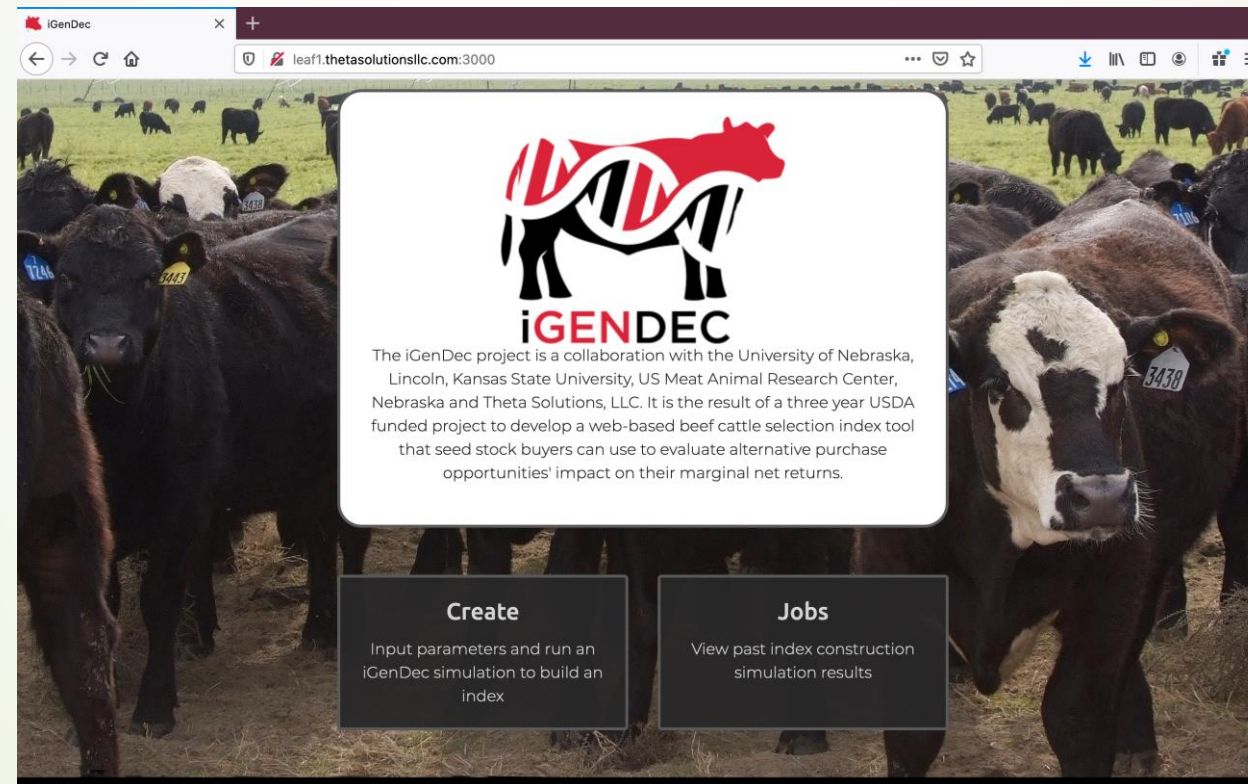 iGenDec
leaf1.thetasolutionsllc.com:3000
iGENDEC
The iGenDec project is a collaboration with the University of Nebraska,
Lincoln, Kansas State University, US Meat Animal Research Center,
Nebraska and Theta Solutions, LLC. It is the result of a three year USDA
funded project to develop a web-based beef cattle selection index tool
that seed stock buyers can use to evaluate alternative purchase
opportunities' impact on their marginal net returns.
Create
Input parameters and run an
iGenDec simulation to build an
index
Jobs
View past index construction
simulation results
3438
7246
3443
7106
3438